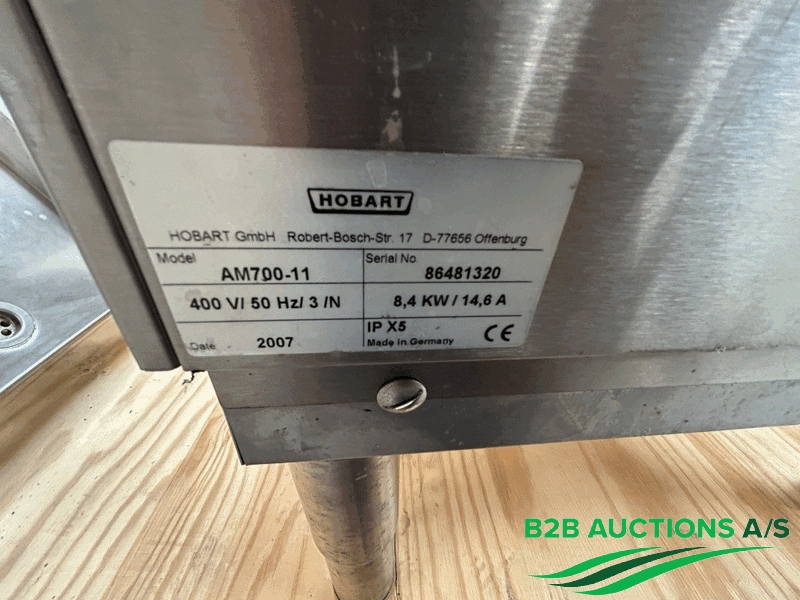 HOBART
HOBART GmbH Robert-Bosch-Str. 17 D-77656 Offenburg
Model AM700-11 Serial No. 86481320
400 V/ 50 Hz/ 3 /N 8,4 KW / 14,6 A
Date 2007 IP X5 CE
Made in Germany
B2B AUCTIONS A/S